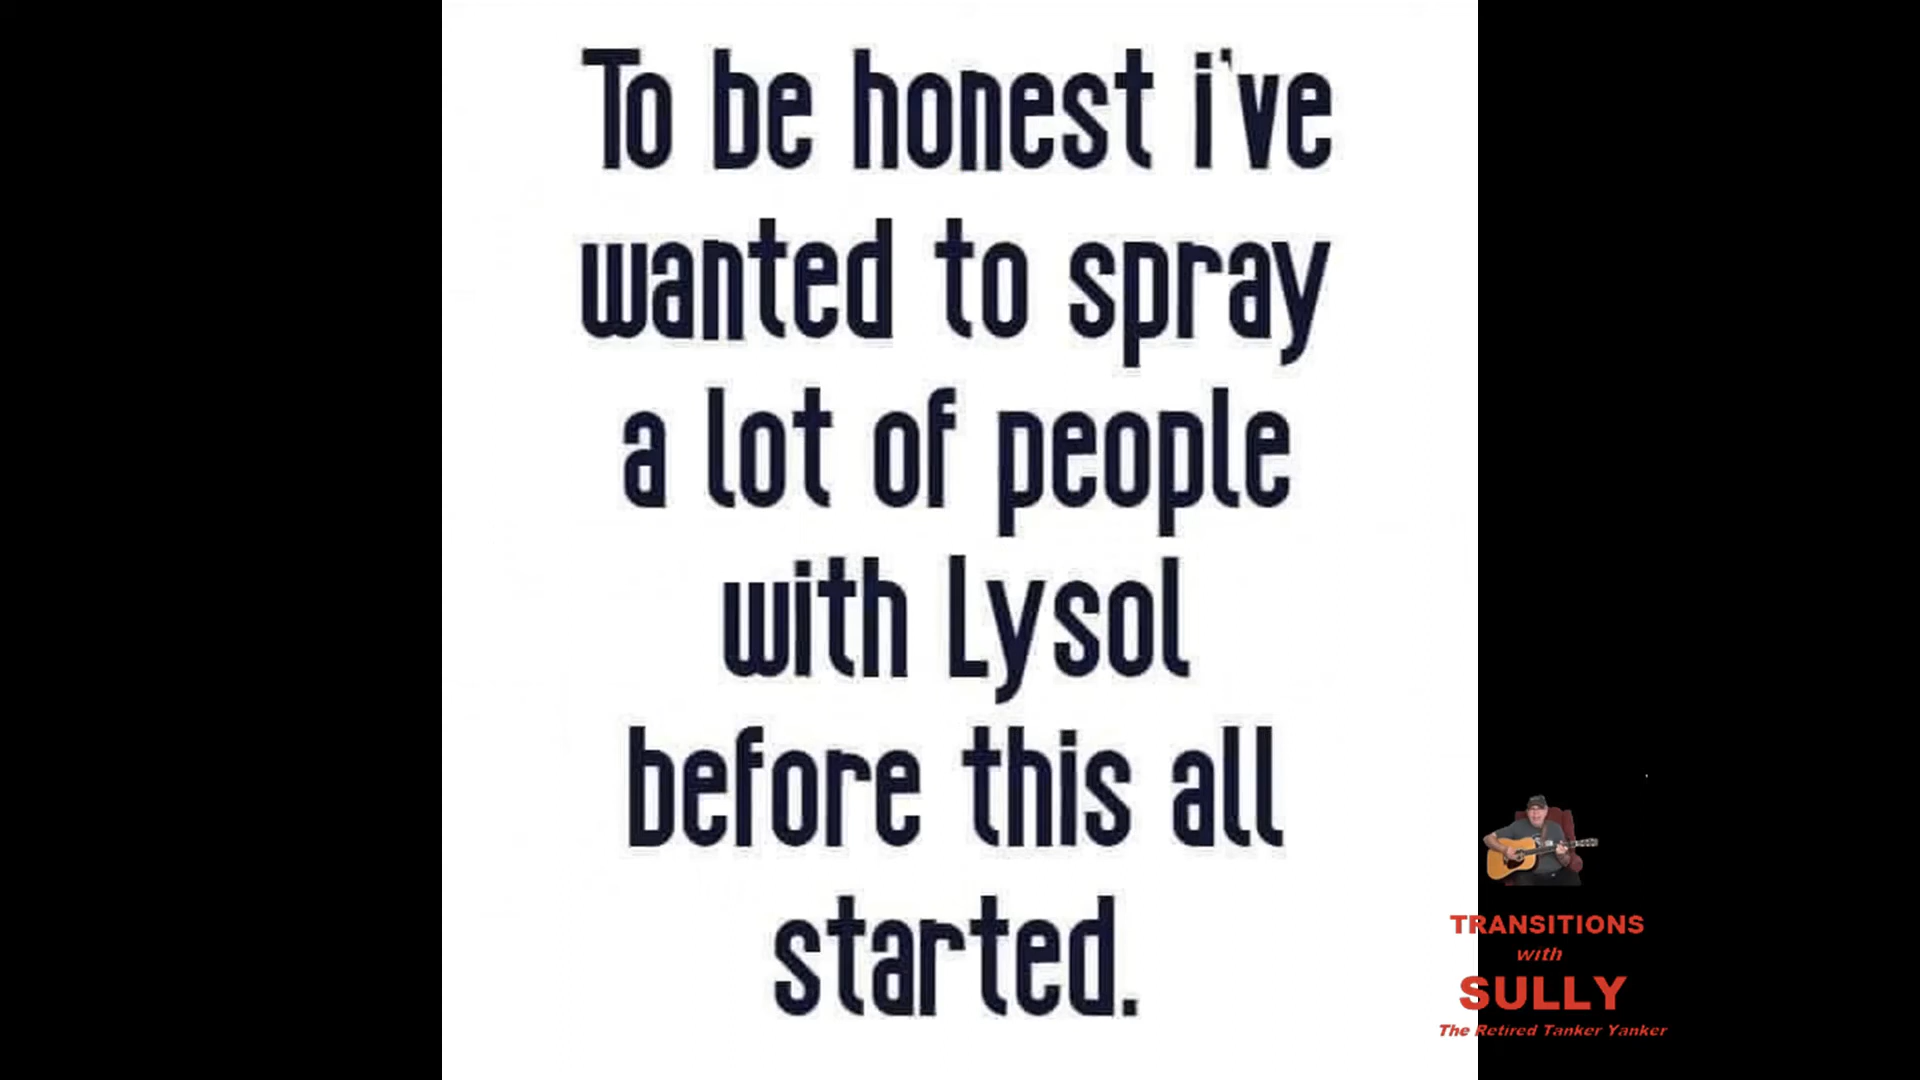 To be honest i've
wanted to spray
a lot of people
with Lysol
before this all
started.
TRANSITIONS
with
SULLY
The Retired Tanker Yanker